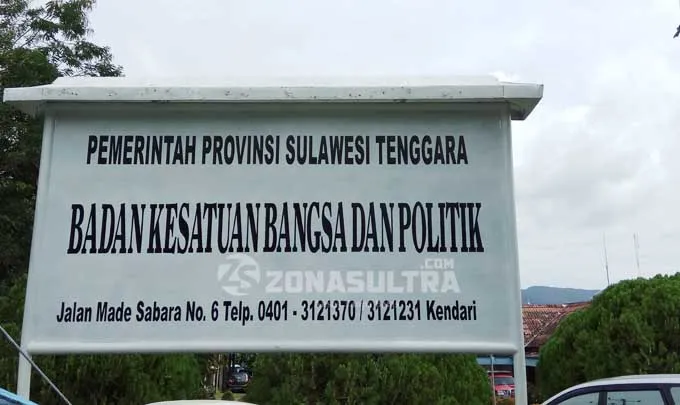 PEMERINTAH PROVINSI SULAWESI TENGGARA
BADAN KESATUAN BANGSA DAN POLITIK
ZONASULTRA.COM
Jalan Made Sabara No. 6 Telp. 0401 - 3121370 / 3121231 Kendari